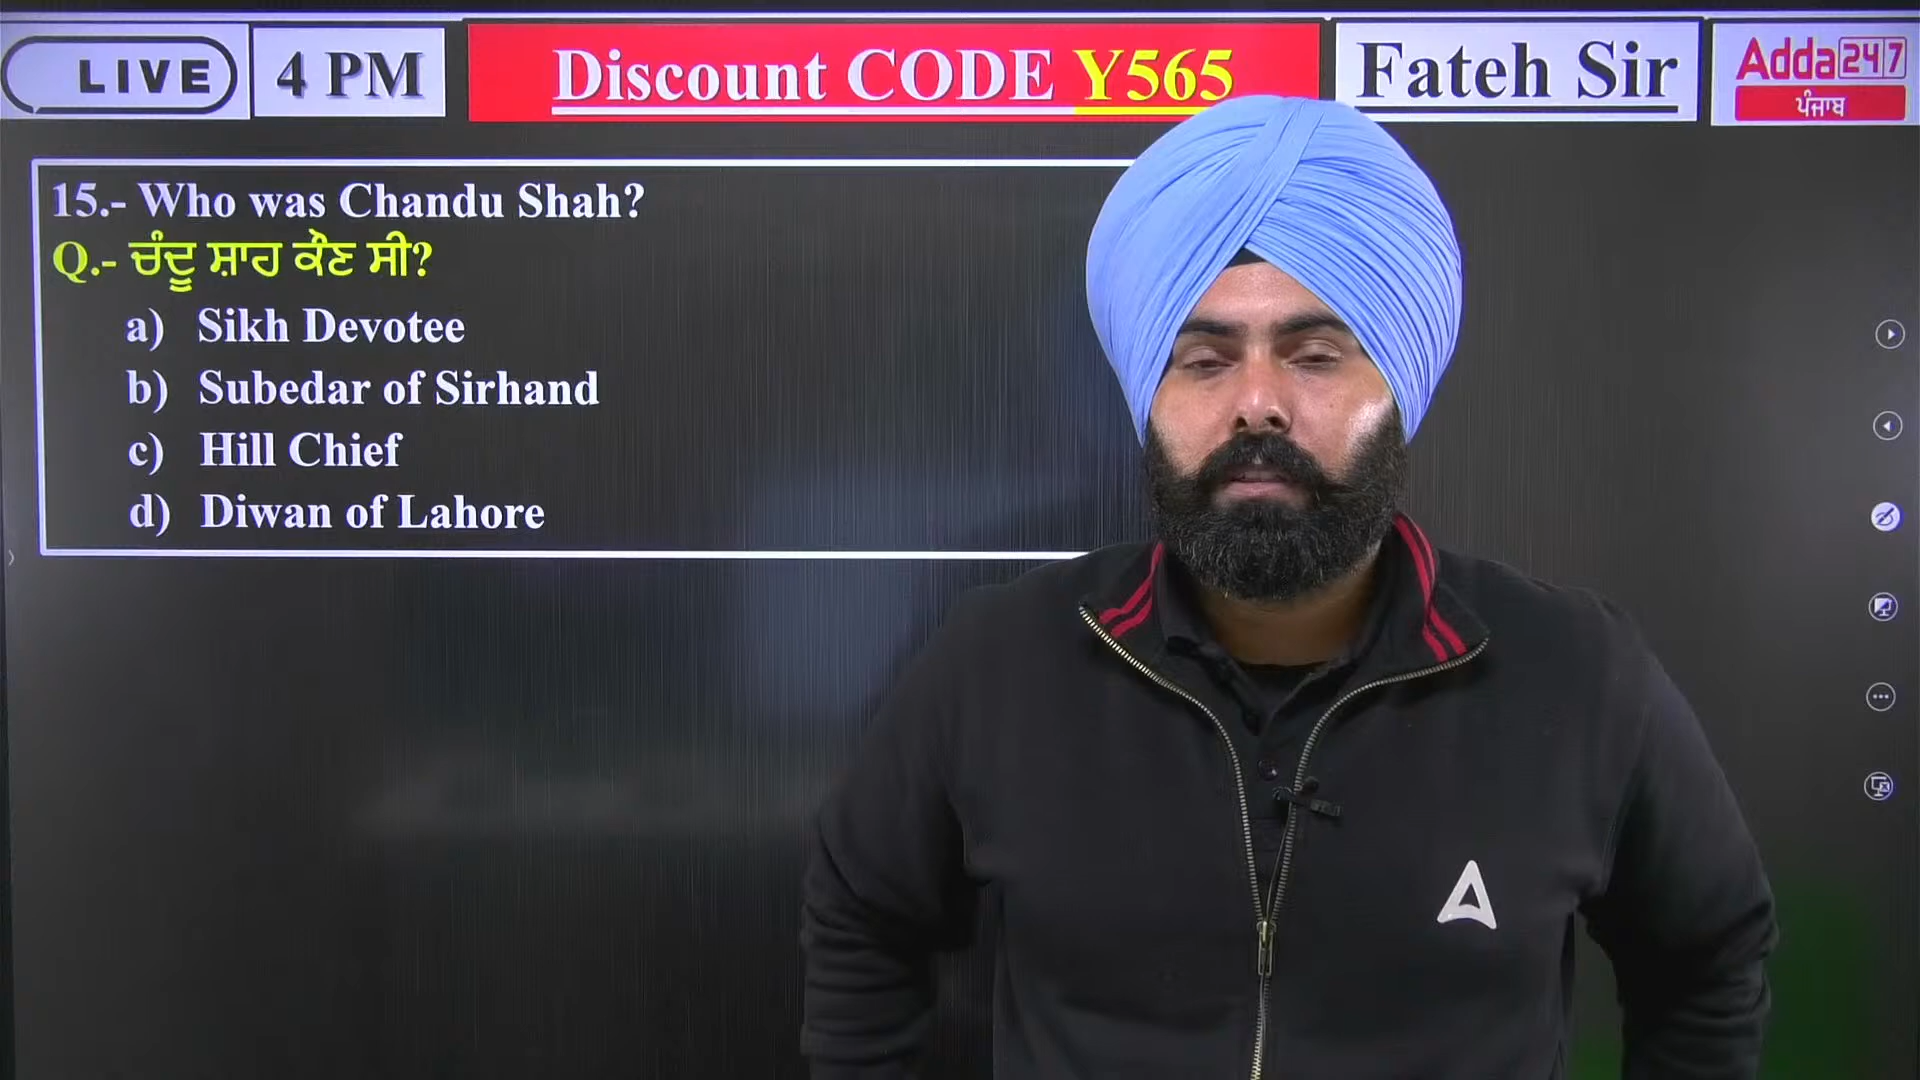 LIVE
4 PM
Discount CODE Y565
Fateh Sir
Adda247
ਪੰਜਾਬ
15.- Who was Chandu Shah?
Q.- ਚੰਦੂ ਸ਼ਾਹ ਕੌਣ ਸੀ?
a) Sikh Devotee
b) Subedar of Sirhand
c) Hill Chief
d) Diwan of Lahore